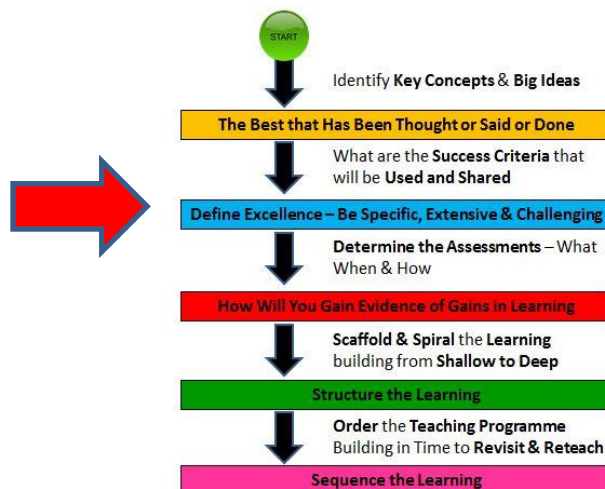 START
Identify Key Concepts & Big Ideas
The Best that Has Been Thought or Said or Done
What are the Success Criteria that
will be Used and Shared
Define Excellence – Be Specific, Extensive & Challenging
Determine the Assessments – What
When & How
How Will You Gain Evidence of Gains in Learning
Scaffold & Spiral the Learning
building from Shallow to Deep
Structure the Learning
Order the Teaching Programme
Building in Time to Revisit & Reteach
Sequence the Learning